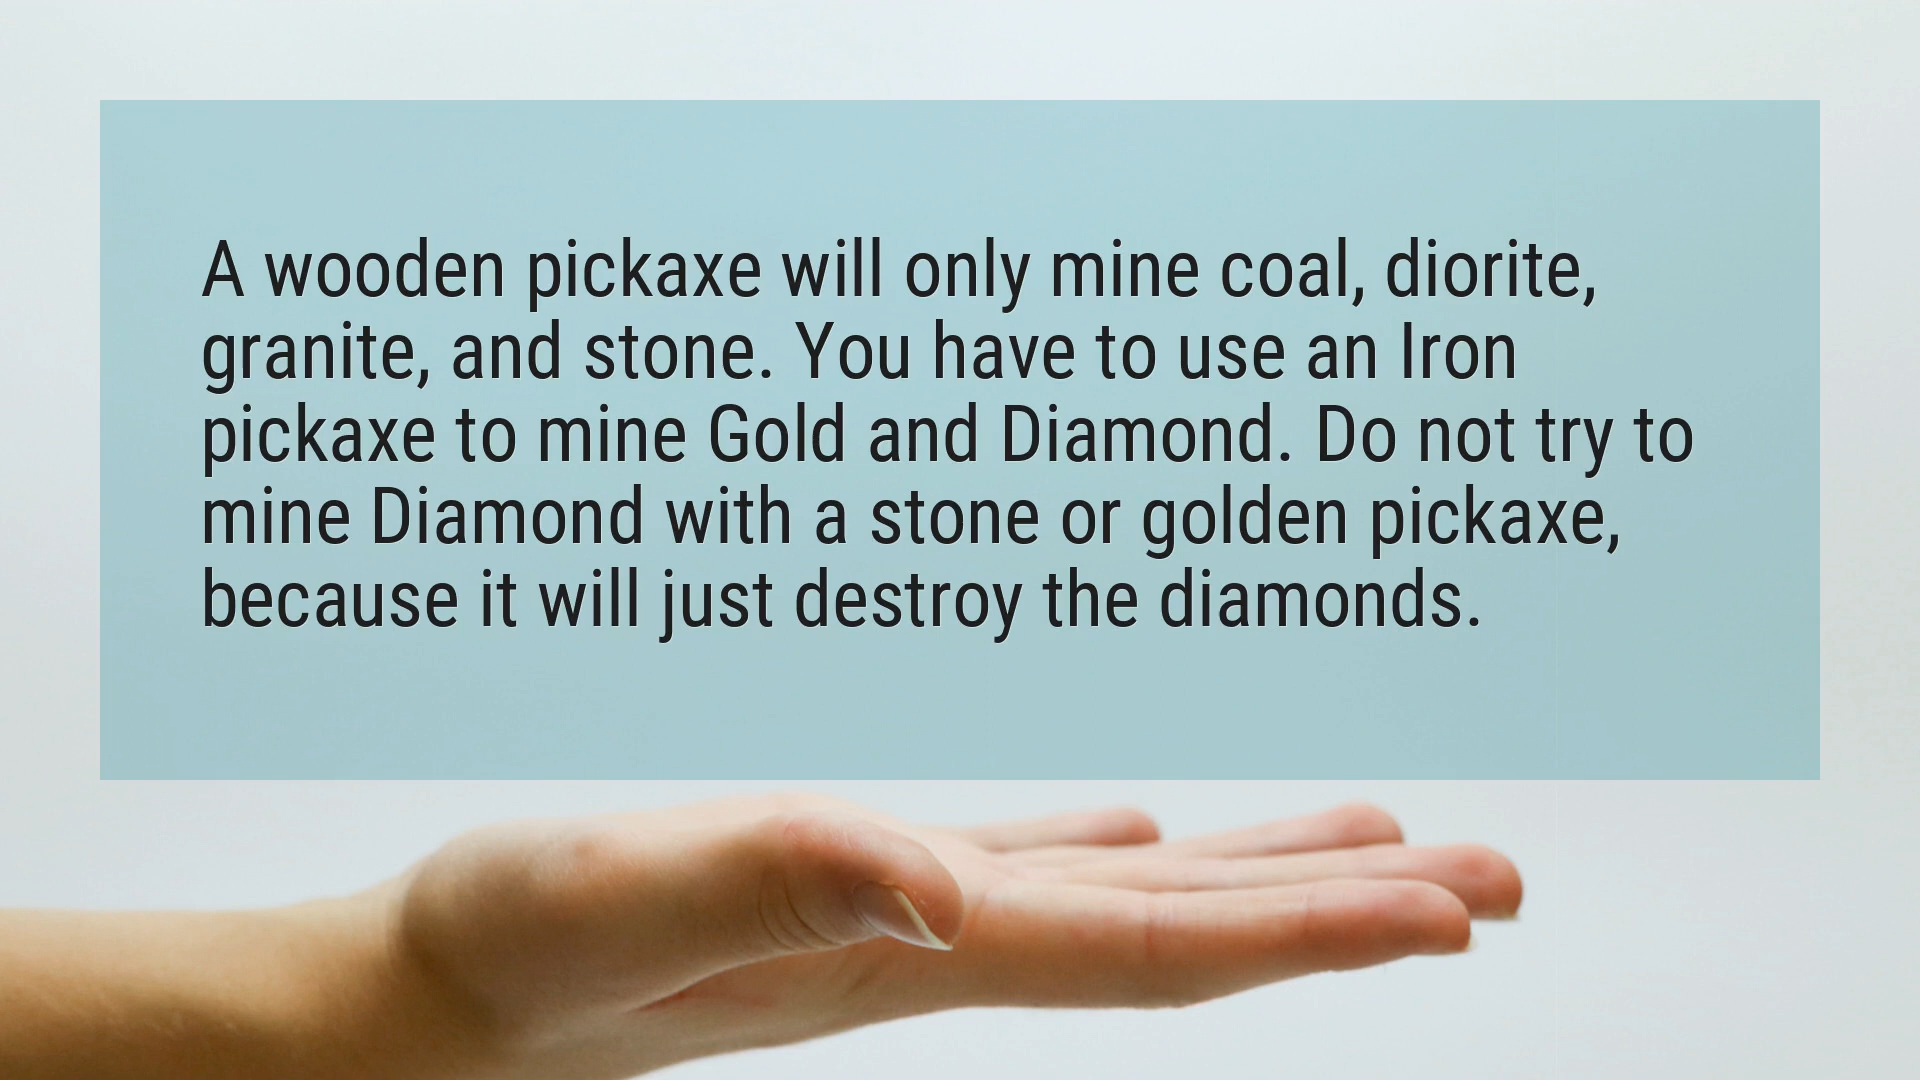 A wooden pickaxe will only mine coal, diorite,
granite, and stone. You have to use an Iron
pickaxe to mine Gold and Diamond. Do not try to
mine Diamond with a stone or golden pickaxe,
because it will just destroy the diamonds.